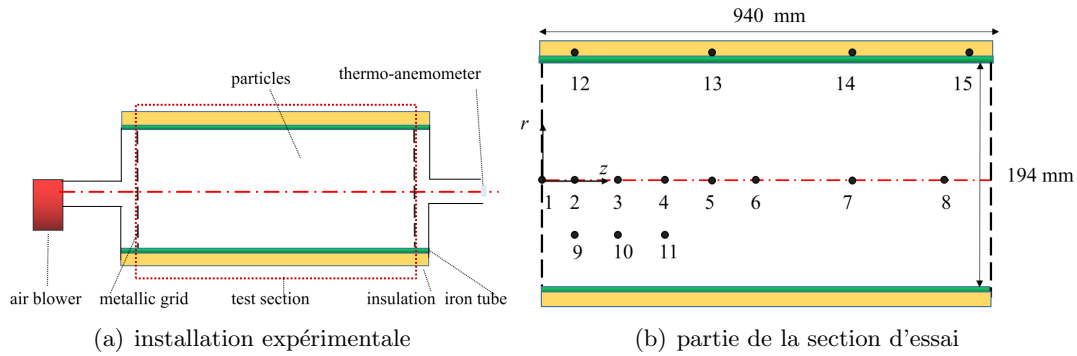 particles
thermo-anemometer
air blower
metallic grid
test section
insulation
iron tube
(a) installation expérimentale
940 mm
12
13
14
15
r
z
194 mm
1
2
3
4
5
6
7
8
9
10
11
(b) partie de la section d'essai